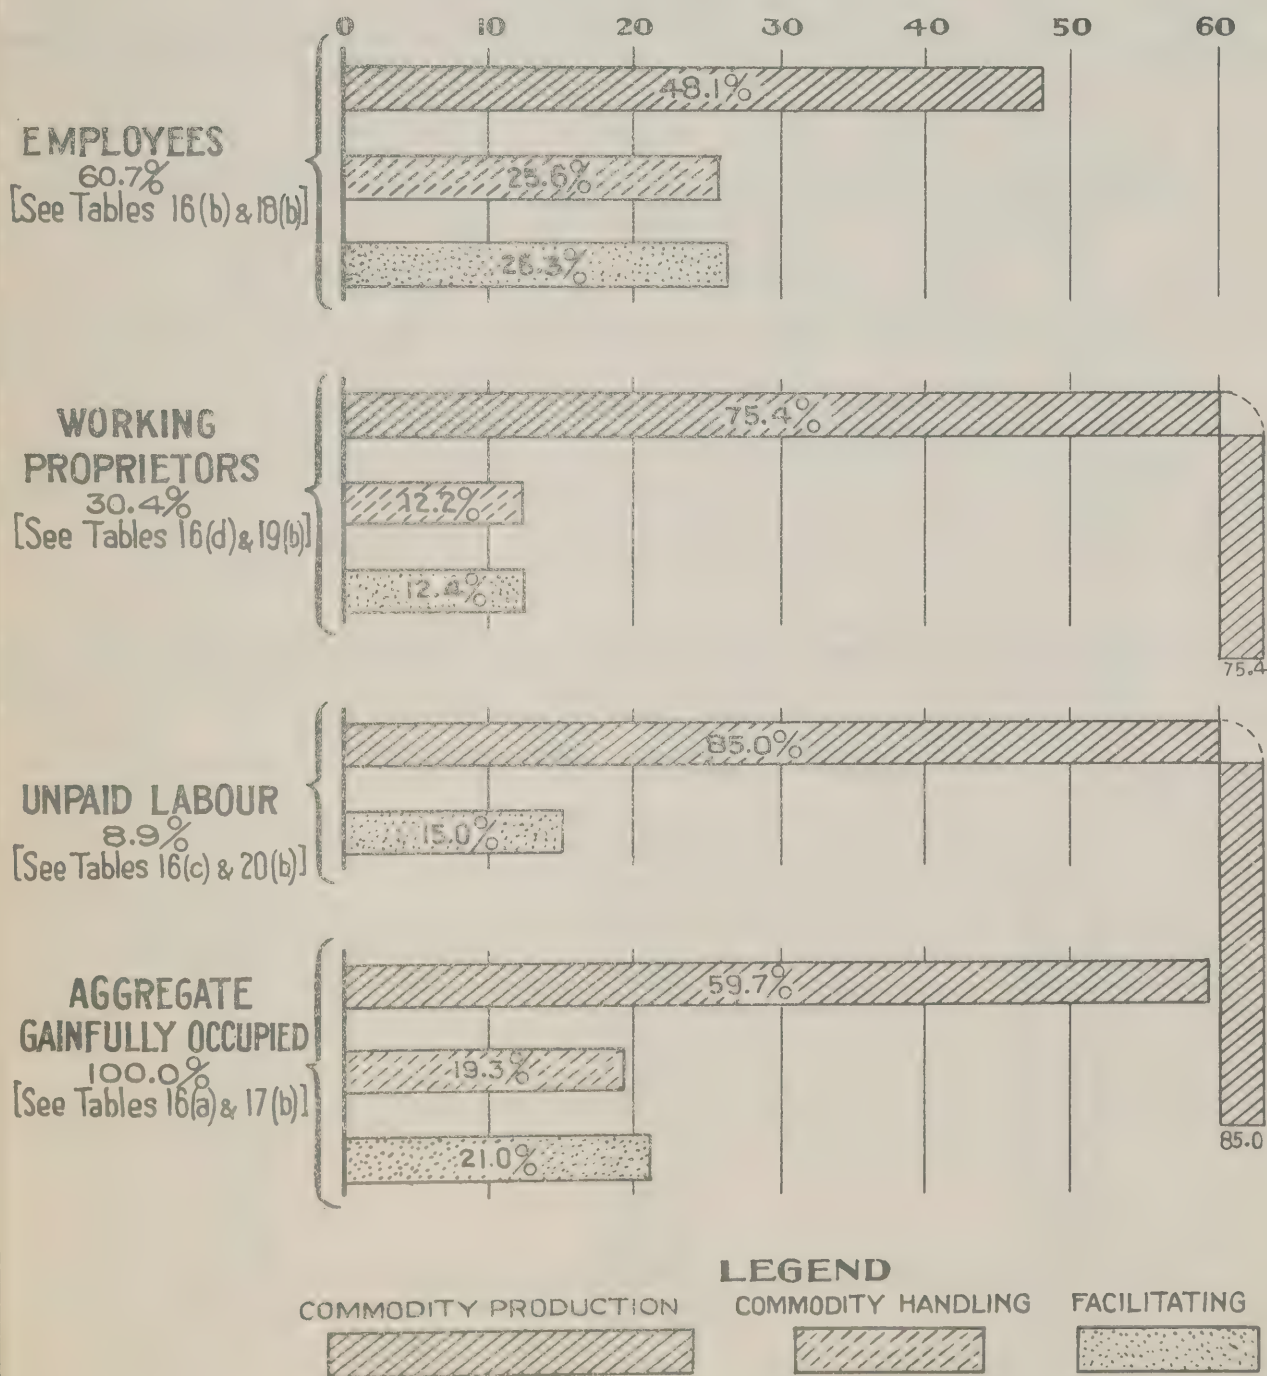 0 10 20 30 40 50 60
EMPLOYEES
60.7%
[See Tables 16(b) & 18(b)]
48.1%
25.6%
26.3%
WORKING
PROPRIETORS
30.4%
[See Tables 16(d) & 19(b)]
75.4%
12.2%
12.4%
75.4
UNPAID LABOUR
8.9%
[See Tables 16(c) & 20(b)]
85.0%
15.0%
AGGREGATE
GAINFULLY OCCUPIED
100.0%
[See Tables 16(a) & 17(b)]
59.7%
19.3%
21.0%
85.0
LEGEND
COMMODITY PRODUCTION COMMODITY HANDLING FACILITATING